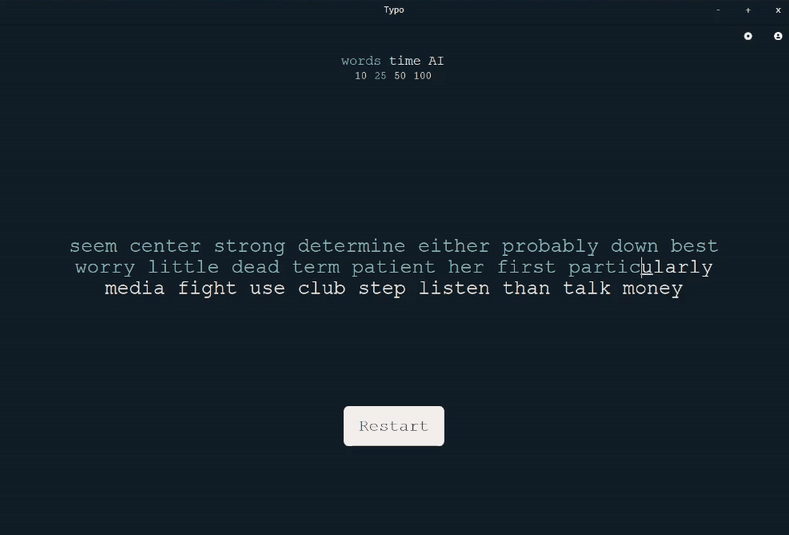 Typo
- + x
words time AI
10 25 50 100
seem center strong determine either probably down best
worry little dead term patient her first particularly
media fight use club step listen than talk money
Restart